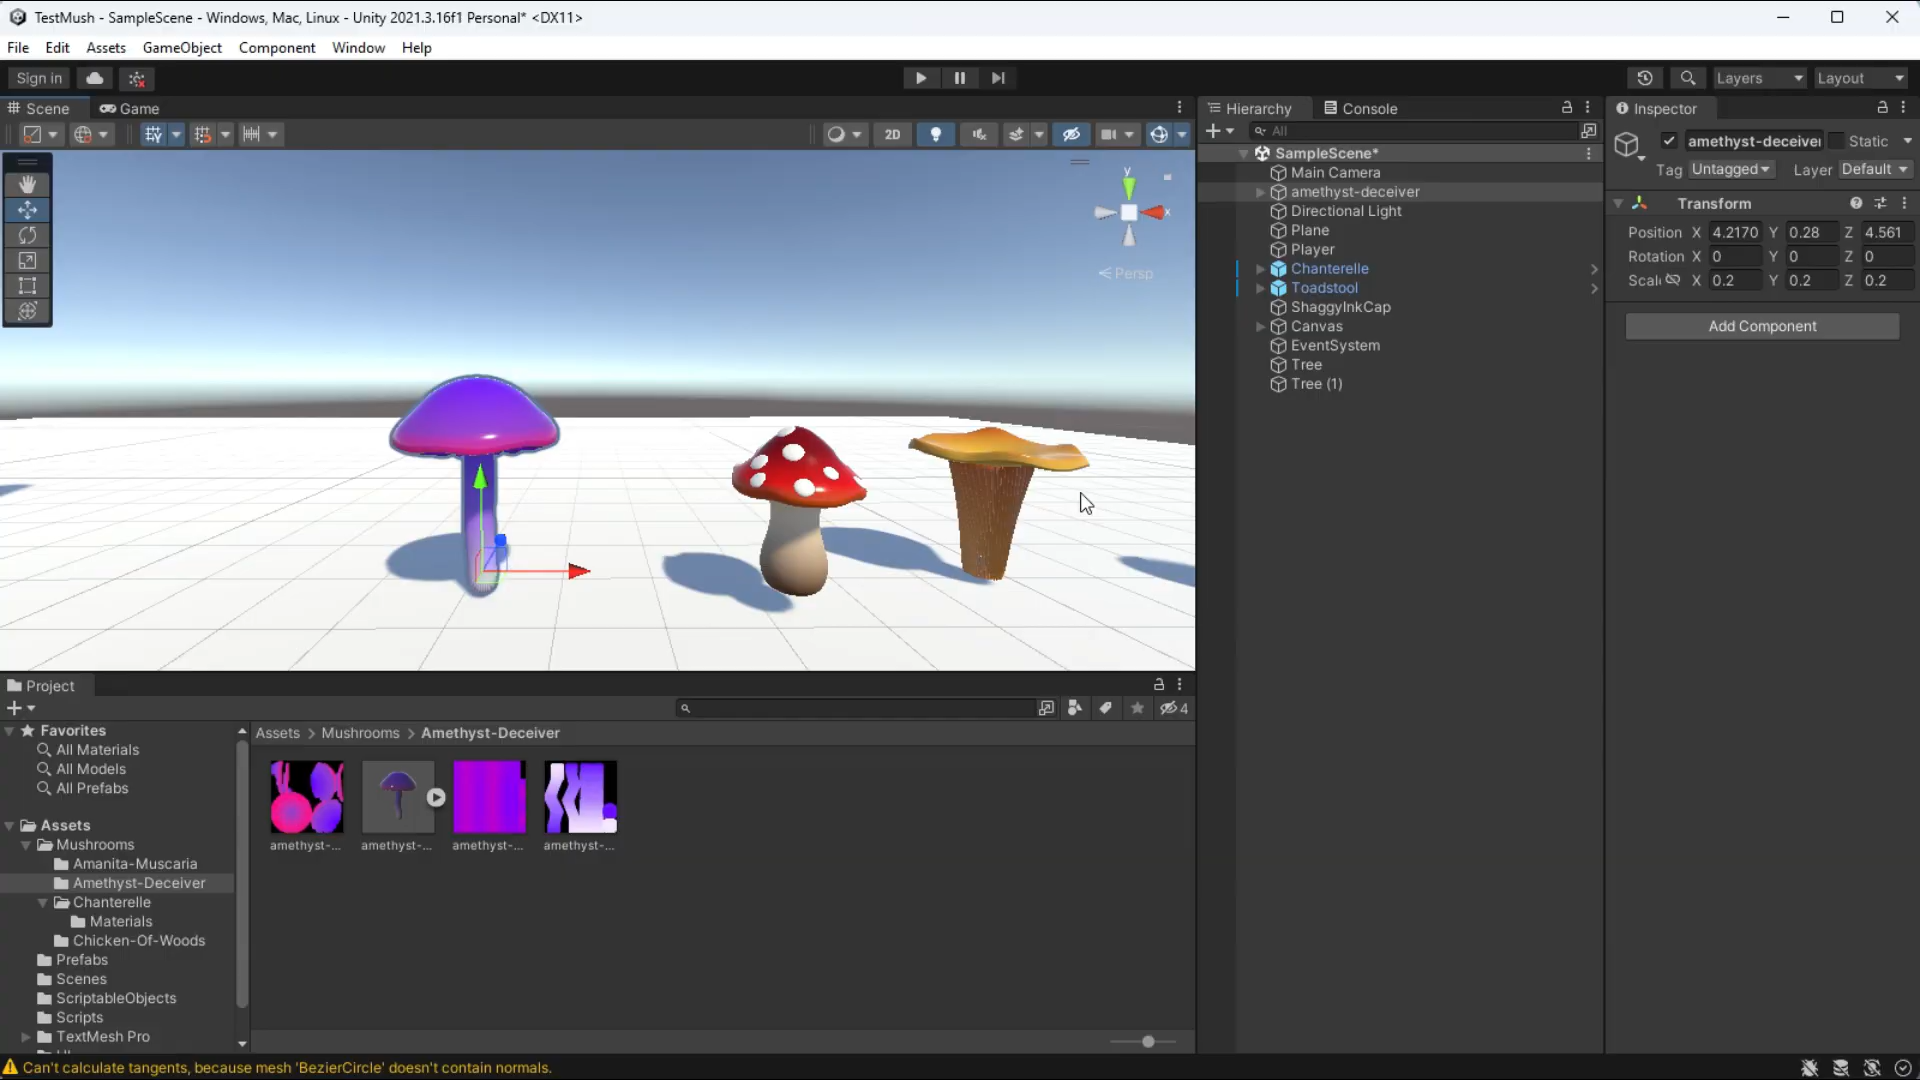 TestMush - SampleScene - Windows, Mac, Linux - Unity 2021.3.16f1 Personal* <DX11>
File Edit Assets GameObject Component Window Help
Sign in
Layers Layout
Scene Game
2D
y
x
Persp
Hierarchy Console
All
SampleScene*
Main Camera
amethyst-deceiver
Directional Light
Plane
Player
Chanterelle
Toadstool
ShaggyInkCap
Canvas
EventSystem
Tree
Tree (1)
Inspector
amethyst-deceiver Static
Tag Untagged Layer Default
Transform
Position X 4.2170 Y 0.28 Z 4.561
Rotation X 0 Y 0 Z 0
Scal X 0.2 Y 0.2 Z 0.2
Add Component
Project
4
Favorites
All Materials
All Models
All Prefabs
Assets
Mushrooms
Amanita-Muscaria
Amethyst-Deceiver
Chanterelle
Materials
Chicken-Of-Woods
Prefabs
Scenes
ScriptableObjects
Scripts
TextMesh Pro
Assets > Mushrooms > Amethyst-Deceiver
amethyst-... amethyst-... amethyst-... amethyst-...
Can't calculate tangents, because mesh 'BezierCircle' doesn't contain normals.